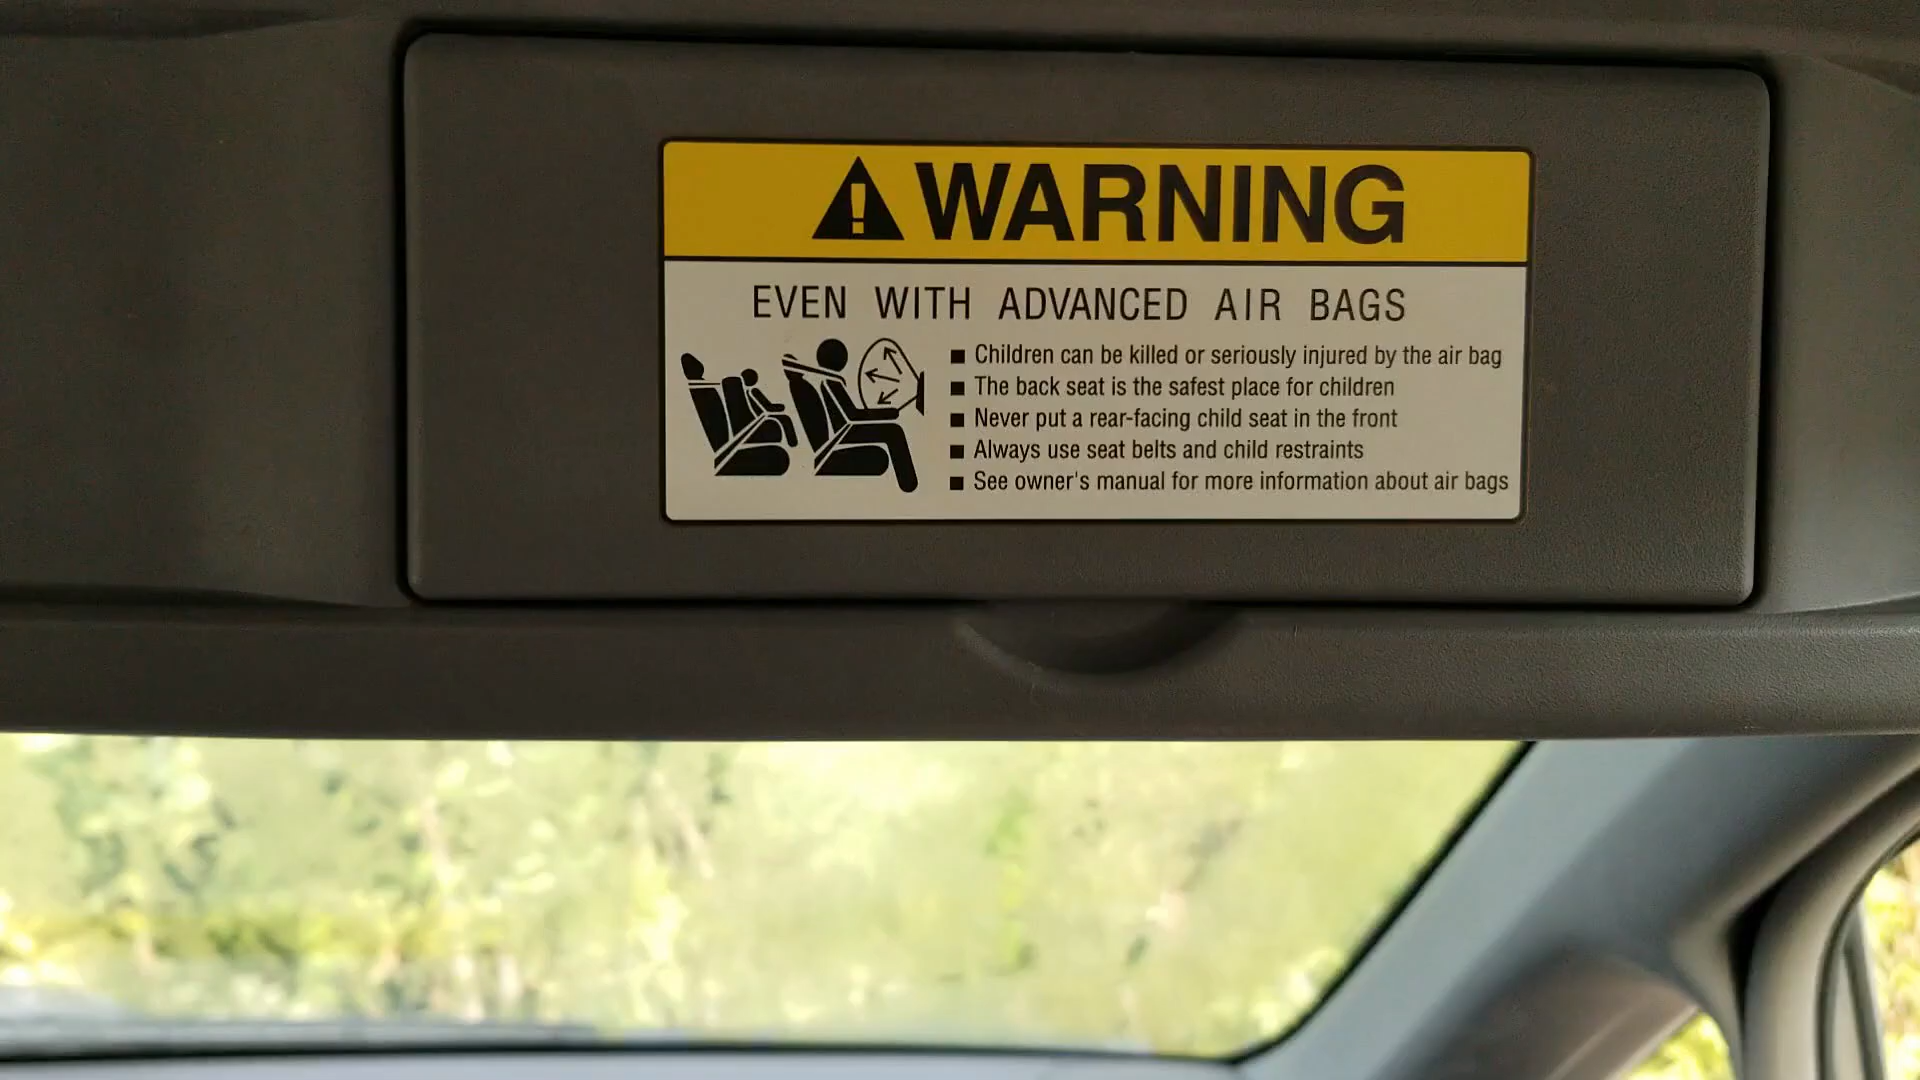 WARNING
EVEN WITH ADVANCED AIR BAGS
■ Children can be killed or seriously injured by the air bag
■ The back seat is the safest place for children
■ Never put a rear-facing child seat in the front
■ Always use seat belts and child restraints
■ See owner's manual for more information about air bags